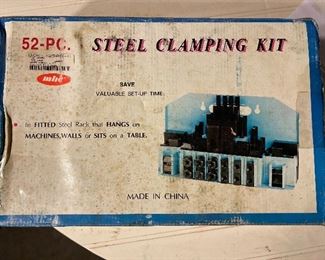 52-PC. STEEL CLAMPING KIT
mhc
SAVE
VALUABLE SET-UP TIME
• In FITTED Steel Rack that HANGS on
MACHINES, WALLS or SITS on a TABLE.
MADE IN CHINA